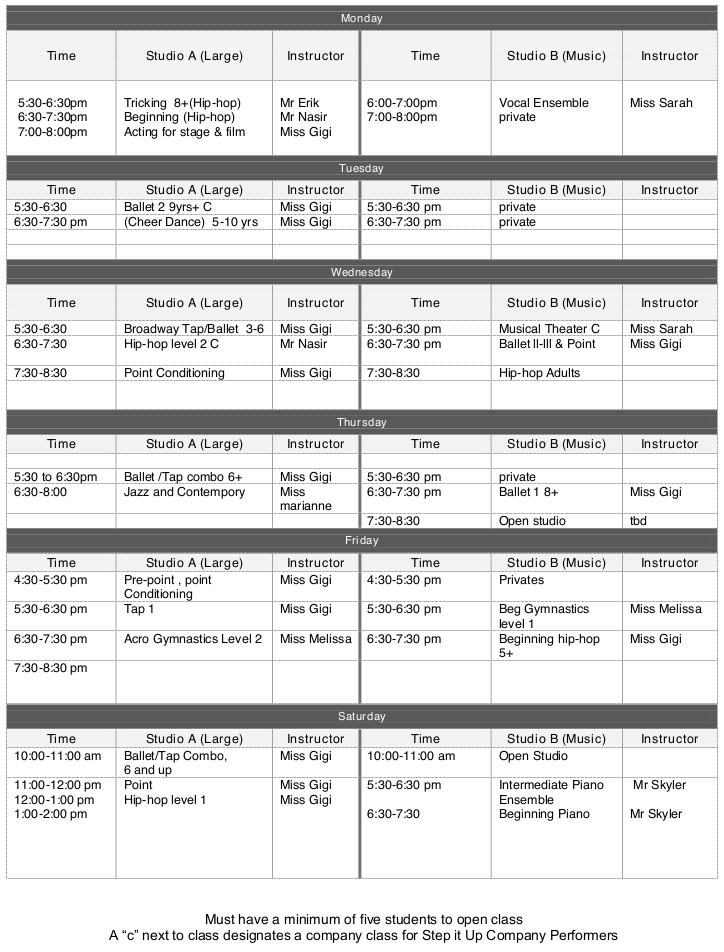 Monday
Time Studio A (Large) Instructor Time Studio B (Music) Instructor
5:30-6:30pm Tricking 8+(Hip-hop) Mr Erik 6:00-7:00pm Vocal Ensemble Miss Sarah
6:30-7:30pm Beginning (Hip-hop) Mr Nasir 7:00-8:00pm private
7:00-8:00pm Acting for stage & film Miss Gigi
Tuesday
Time Studio A (Large) Instructor Time Studio B (Music) Instructor
5:30-6:30 Ballet 2 9yrs+ C Miss Gigi 5:30-6:30 pm private
6:30-7:30 pm (Cheer Dance) 5-10 yrs Miss Gigi 6:30-7:30 pm private
Wednesday
Time Studio A (Large) Instructor Time Studio B (Music) Instructor
5:30-6:30 Broadway Tap/Ballet 3-6 Miss Gigi 5:30-6:30 pm Musical Theater C Miss Sarah
6:30-7:30 Hip-hop level 2 C Mr Nasir 6:30-7:30 pm Ballet II-III & Point Miss Gigi
7:30-8:30 Point Conditioning Miss Gigi 7:30-8:30 Hip-hop Adults
Thursday
Time Studio A (Large) Instructor Time Studio B (Music) Instructor
5:30 to 6:30pm Ballet /Tap combo 6+ Miss Gigi 5:30-6:30 pm private
6:30-8:00 Jazz and Contempory Miss 6:30-7:30 pm Ballet 1 8+ Miss Gigi
marianne
7:30-8:30 Open studio tbd
Friday
Time Studio A (Large) Instructor Time Studio B (Music) Instructor
4:30-5:30 pm Pre-point , point Miss Gigi 4:30-5:30 pm Privates
Conditioning
5:30-6:30 pm Tap 1 Miss Gigi 5:30-6:30 pm Beg Gymnastics Miss Melissa
level 1
6:30-7:30 pm Acro Gymnastics Level 2 Miss Melissa 6:30-7:30 pm Beginning hip-hop Miss Gigi
5+
7:30-8:30 pm
Saturday
Time Studio A (Large) Instructor Time Studio B (Music) Instructor
10:00-11:00 am Ballet/Tap Combo, Miss Gigi 10:00-11:00 am Open Studio
6 and up
11:00-12:00 pm Point Miss Gigi 5:30-6:30 pm Intermediate Piano Mr Skyler
12:00-1:00 pm Hip-hop level 1 Miss Gigi Ensemble
1:00-2:00 pm 6:30-7:30 Beginning Piano Mr Skyler
Must have a minimum of five students to open class
A “c” next to class designates a company class for Step it Up Company Performers